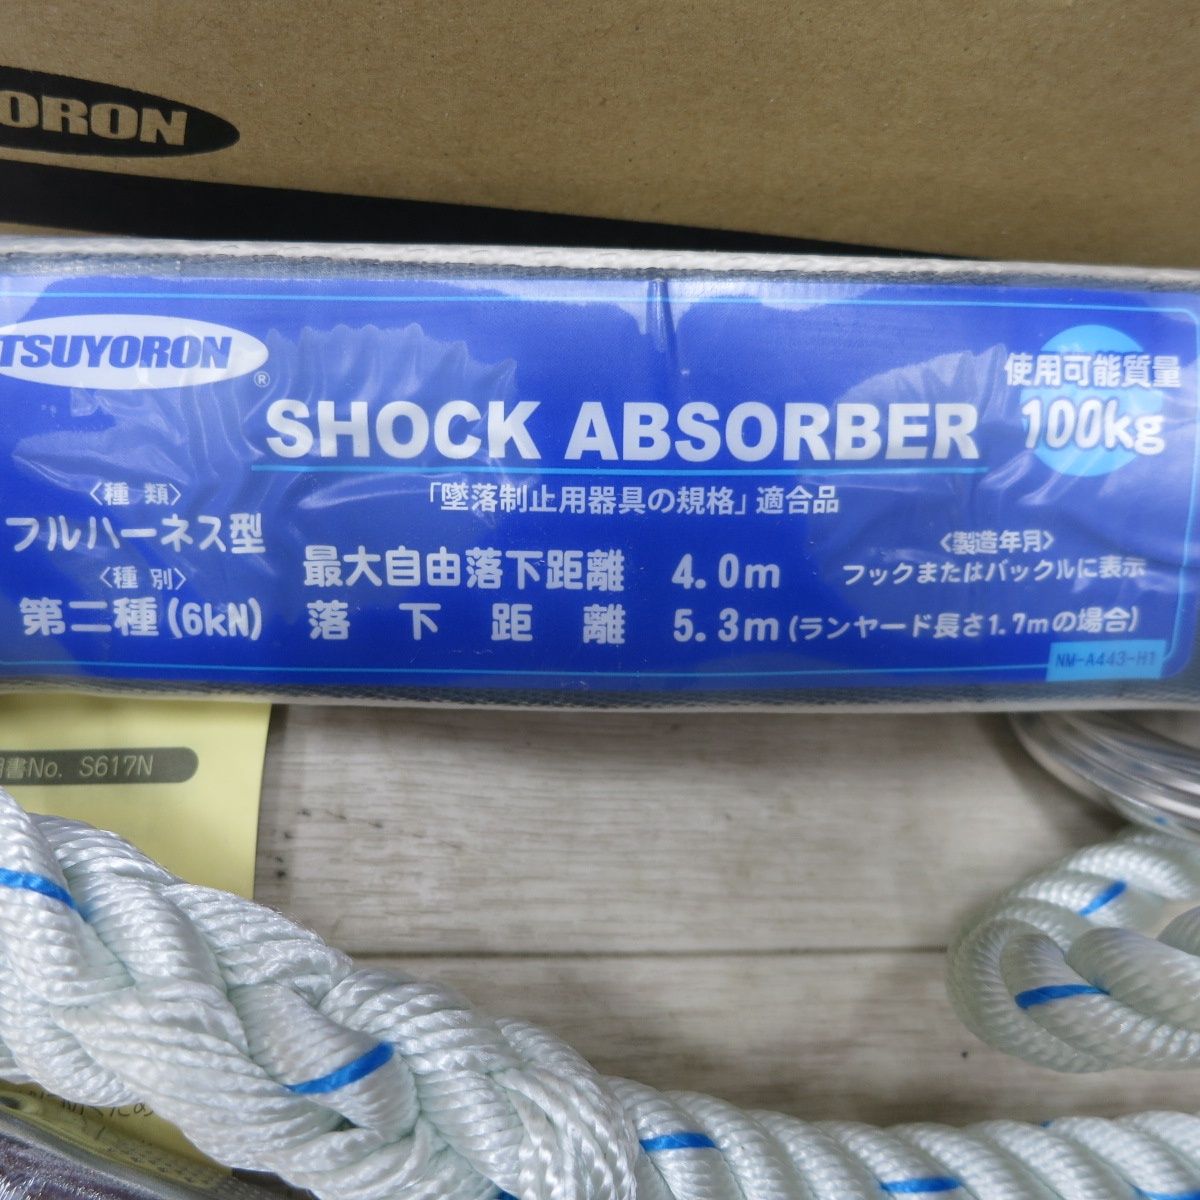 ORON
TSUYORON
®
使用可能質量
100kg
SHOCK ABSORBER
「墜落制止用器具の規格」適合品
〈種 類〉
フルハーネス型
〈種 別〉
第二種(6kN)
最大自由落下距離 4.0m
落下距離 5.3m (ランヤード長さ1.7mの場合)
〈製造年月〉
フックまたはバックルに表示
NM-A443-H1
書No. S617N